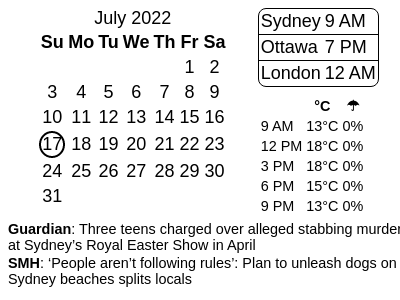 July 2022
Su Mo Tu We Th Fr Sa
1 2
3 4 5 6 7 8 9
10 11 12 13 14 15 16
17 18 19 20 21 22 23
24 25 26 27 28 29 30
31
Sydney 9 AM
Ottawa 7 PM
London 12 AM
°C ☂
9 AM 13°C 0%
12 PM 18°C 0%
3 PM 18°C 0%
6 PM 15°C 0%
9 PM 13°C 0%
Guardian: Three teens charged over alleged stabbing murder
at Sydney’s Royal Easter Show in April
SMH: ‘People aren’t following rules’: Plan to unleash dogs on
Sydney beaches splits locals